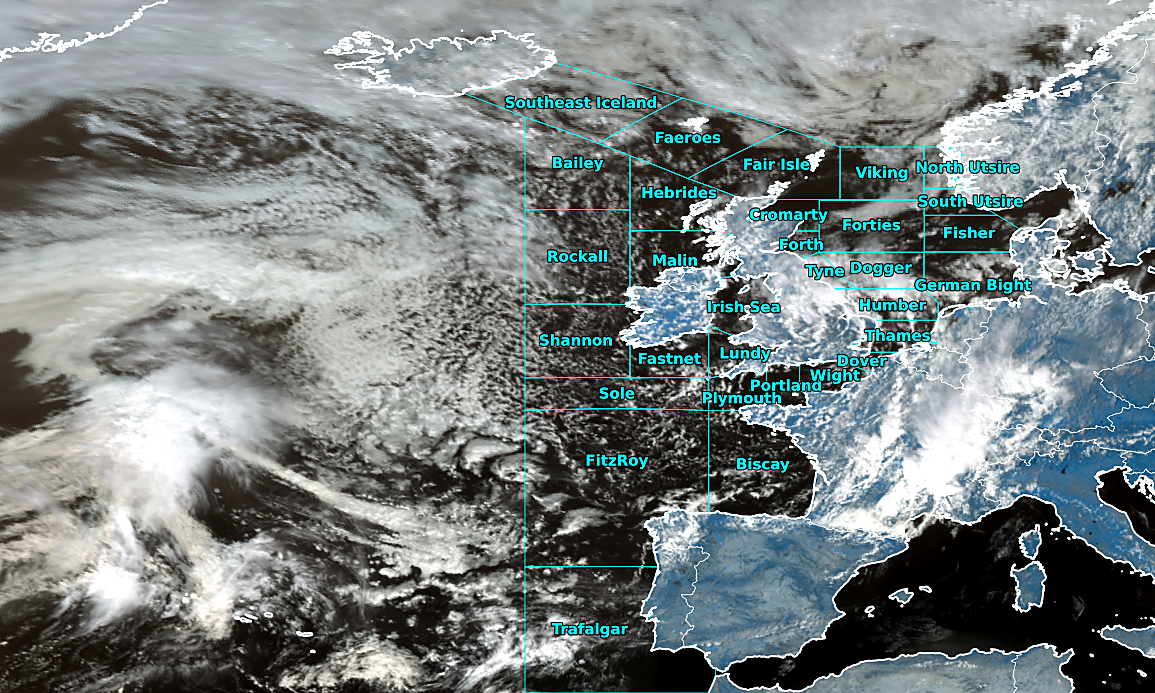 Southeast Iceland
Faeroes
Bailey
Fair Isle
North Utsire
Viking
Hebrides
South Utsire
Cromarty
Forties
Fisher
Forth
Rockall
Malin
Tyne
Dogger
German Bight
Irish Sea
Humber
Thames
Shannon
Fastnet
Lundy
Dover
Wight
Portland
Sole
Plymouth
FitzRoy
Biscay
Trafalgar